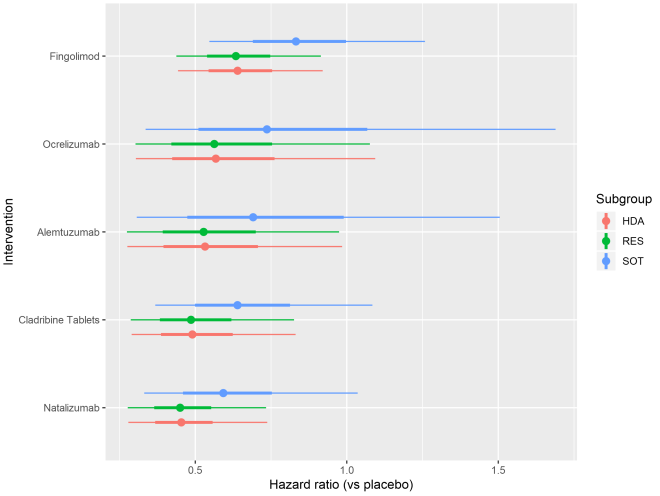 Intervention
Fingolimod
Ocrelizumab
Alemtuzumab
Cladribine Tablets
Natalizumab
0.5 1.0 1.5
Hazard ratio (vs placebo)
Subgroup
HDA
RES
SOT